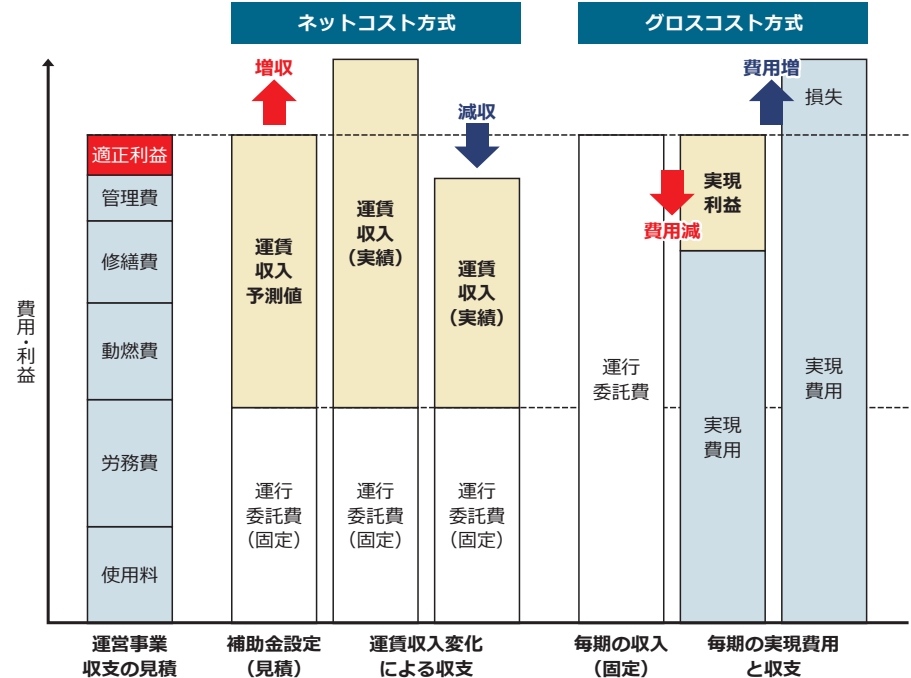 ネットコスト方式
グロスコスト方式
費用・利益
適正利益
管理費
修繕費
動燃費
労務費
使用料
増収
運賃
収入
予測値
運行
委託費
(固定)
運賃
収入
(実績)
運行
委託費
(固定)
減収
運賃
収入
(実績)
運行
委託費
(固定)
運行
委託費
費用減
実現
利益
実現
費用
費用増
損失
実現
費用
運営事業
収支の見積
補助金設定
(見積)
運賃収入変化
による収支
毎期の収入
(固定)
毎期の実現費用
と収支